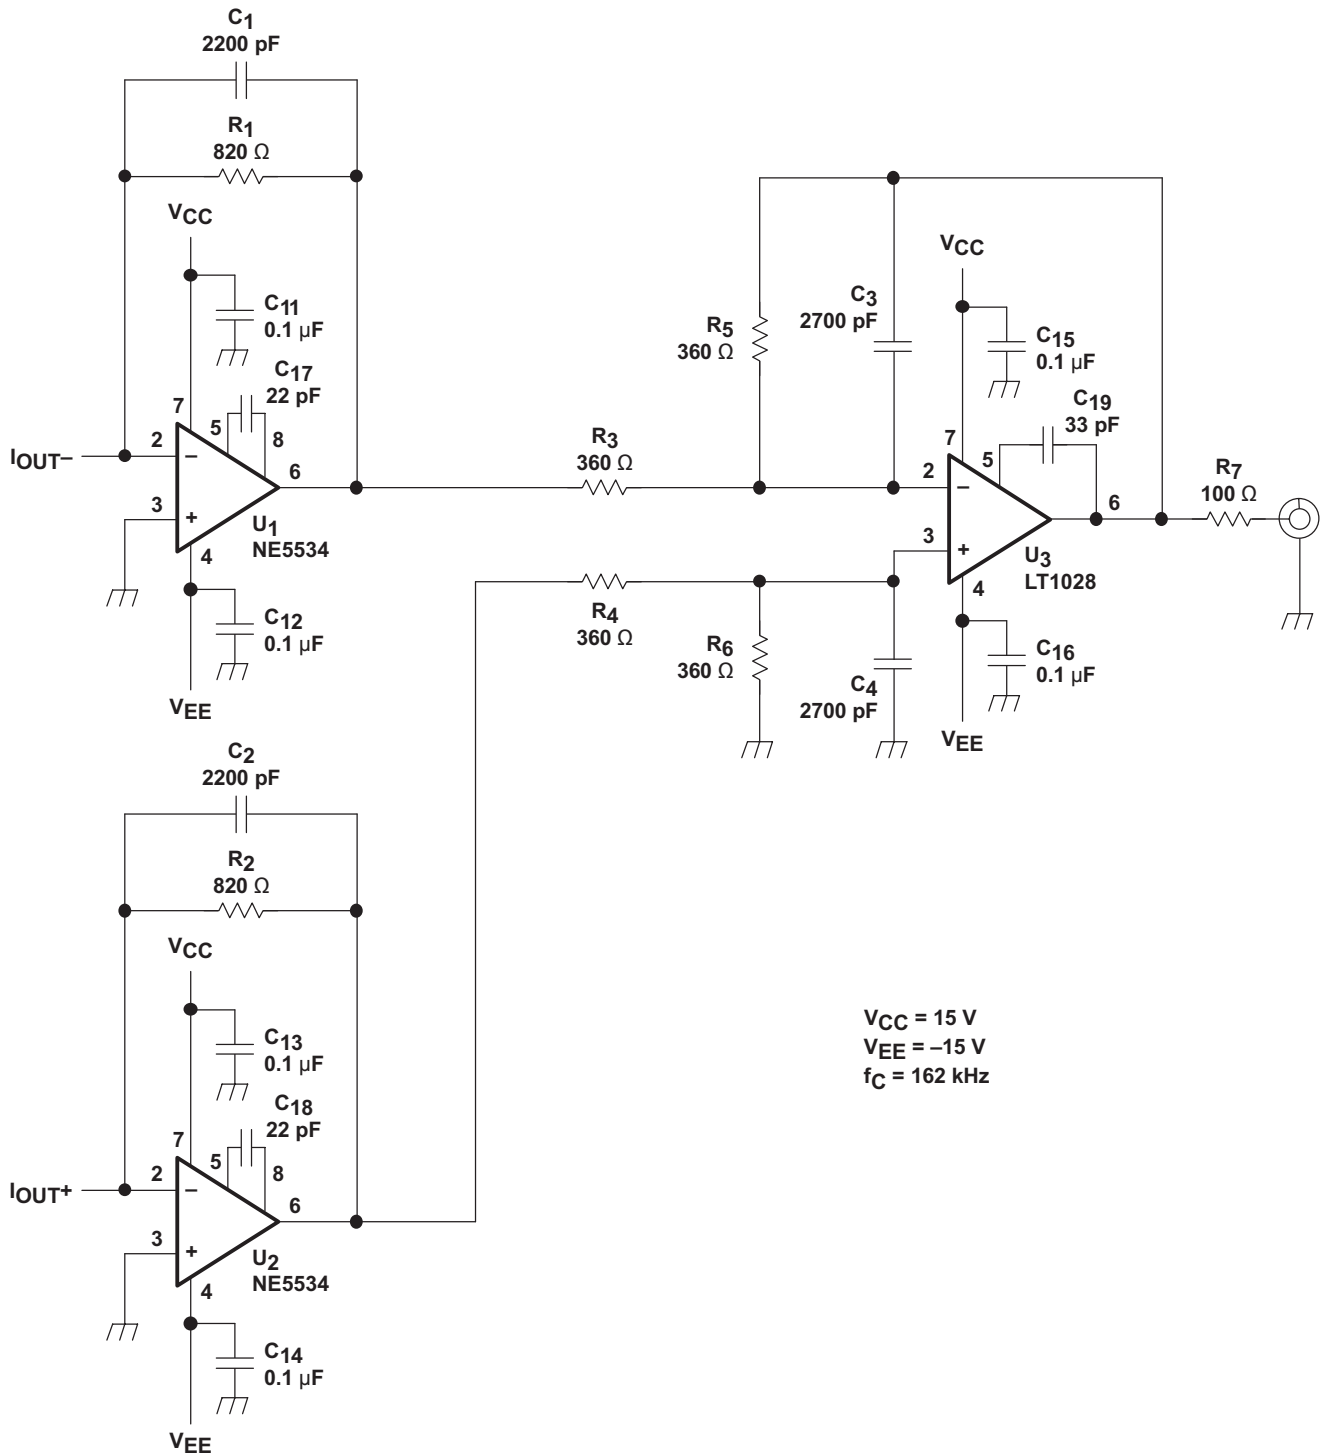 C1
2200 pF
R1
820 Ω
VCC
C11
0.1 µF
C17
22 pF
7
5
8
2
–
6
IOUT–
3
+
U1
NE5534
4
C12
0.1 µF
VEE
R3
360 Ω
R5
360 Ω
C3
2700 pF
VCC
C15
0.1 µF
C19
33 pF
7
5
2
–
6
R7
100 Ω
3
+
U3
LT1028
4
R4
360 Ω
R6
360 Ω
C4
2700 pF
C16
0.1 µF
VEE
C2
2200 pF
R2
820 Ω
VCC
C13
0.1 µF
C18
22 pF
7
5
8
2
–
6
IOUT+
3
+
U2
NE5534
4
C14
0.1 µF
VEE
VCC = 15 V
VEE = –15 V
fC = 162 kHz